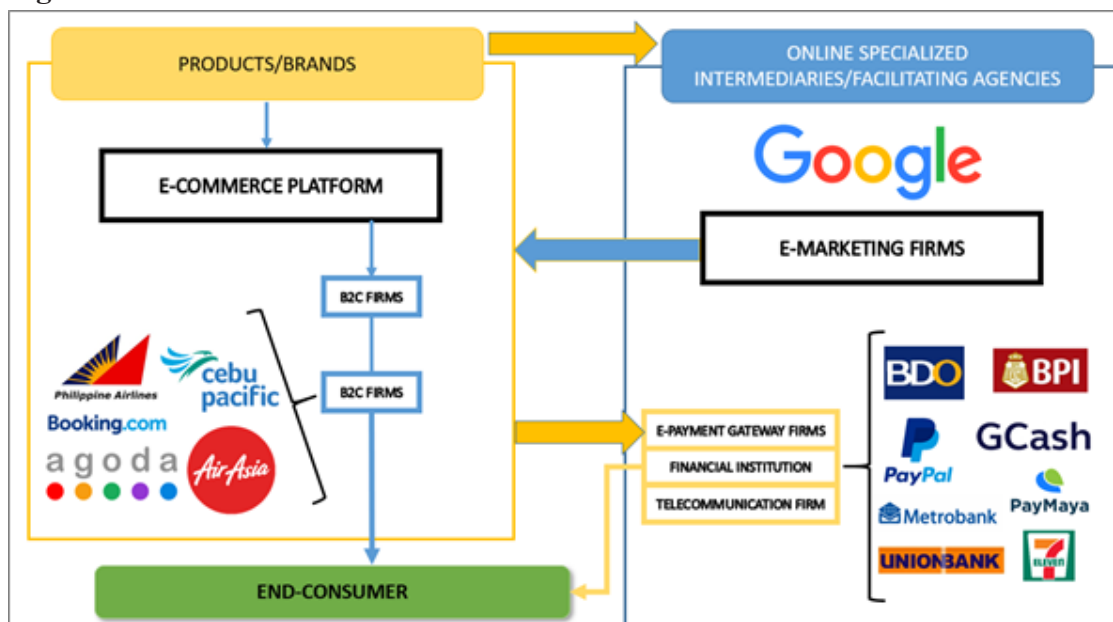 PRODUCTS/BRANDS
ONLINE SPECIALIZED
INTERMEDIARIES/FACILITATING AGENCIES
Google
E-COMMERCE PLATFORM
E-MARKETING FIRMS
B2C FIRMS
Philippine Airlines
cebu
pacific
B2C FIRMS
Booking.com
agoda
AirAsia
E-PAYMENT GATEWAY FIRMS
FINANCIAL INSTITUTION
TELECOMMUNICATION FIRM
BDO
BPI
PayPal
GCash
Metrobank
PayMaya
UNIONBANK
7
ELEVEN
END-CONSUMER